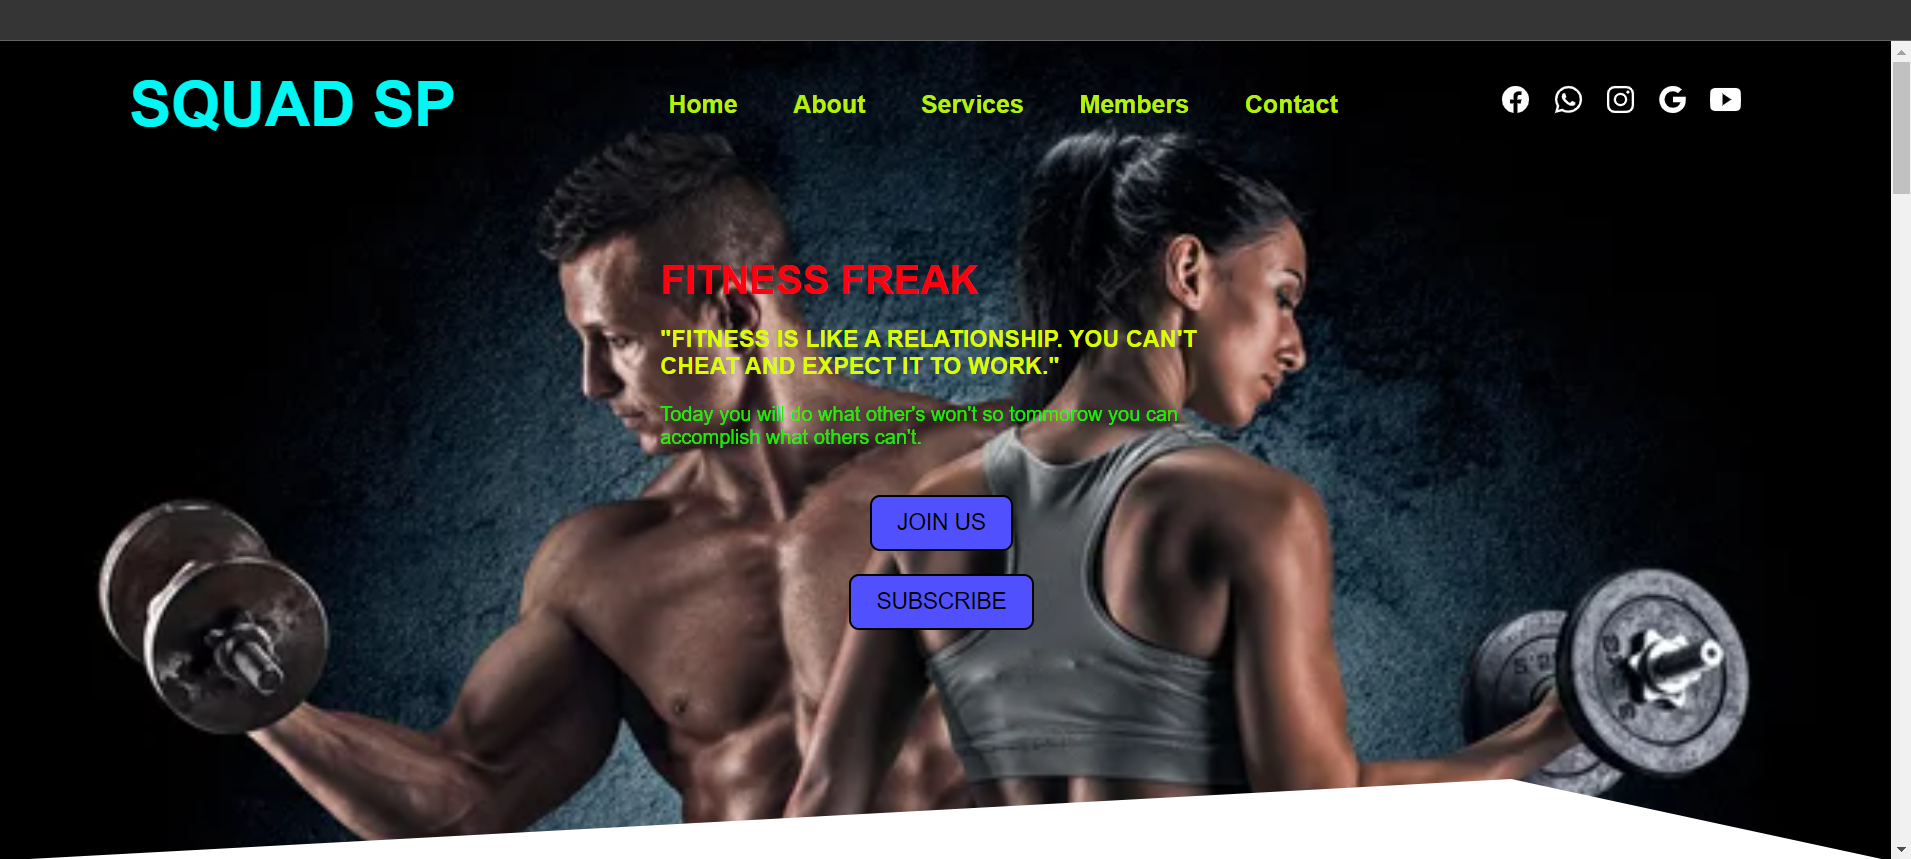 SQUAD SP
Home About Services Members Contact
FITNESS FREAK
"FITNESS IS LIKE A RELATIONSHIP. YOU CAN'T
CHEAT AND EXPECT IT TO WORK."
Today you will do what other's won't so tommorow you can
accomplish what others can't.
JOIN US
SUBSCRIBE